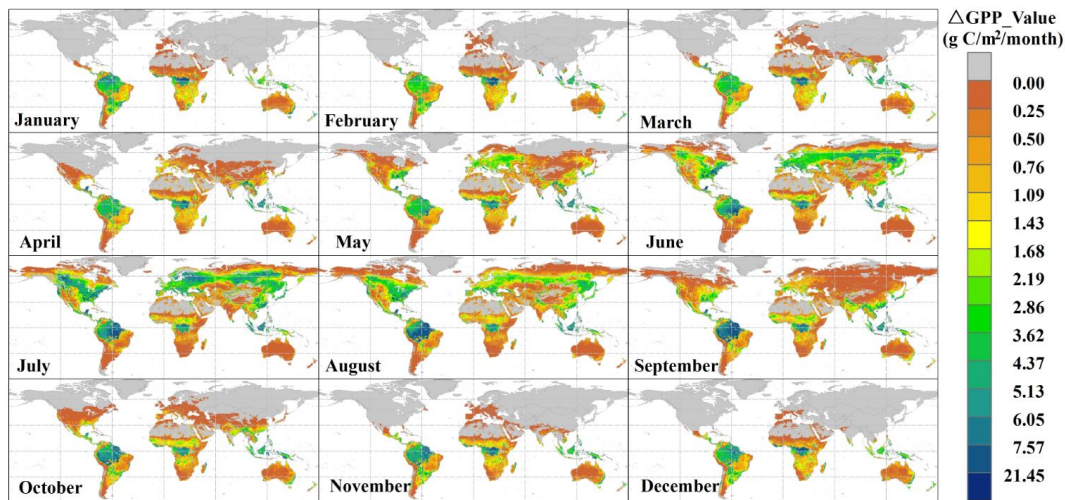 △GPP_Value
(g C/m²/month)
0.00
0.25
0.50
0.76
1.09
1.43
1.68
2.19
2.86
3.62
4.37
5.13
6.05
7.57
21.45
January
February
March
April
May
June
July
August
September
October
November
December